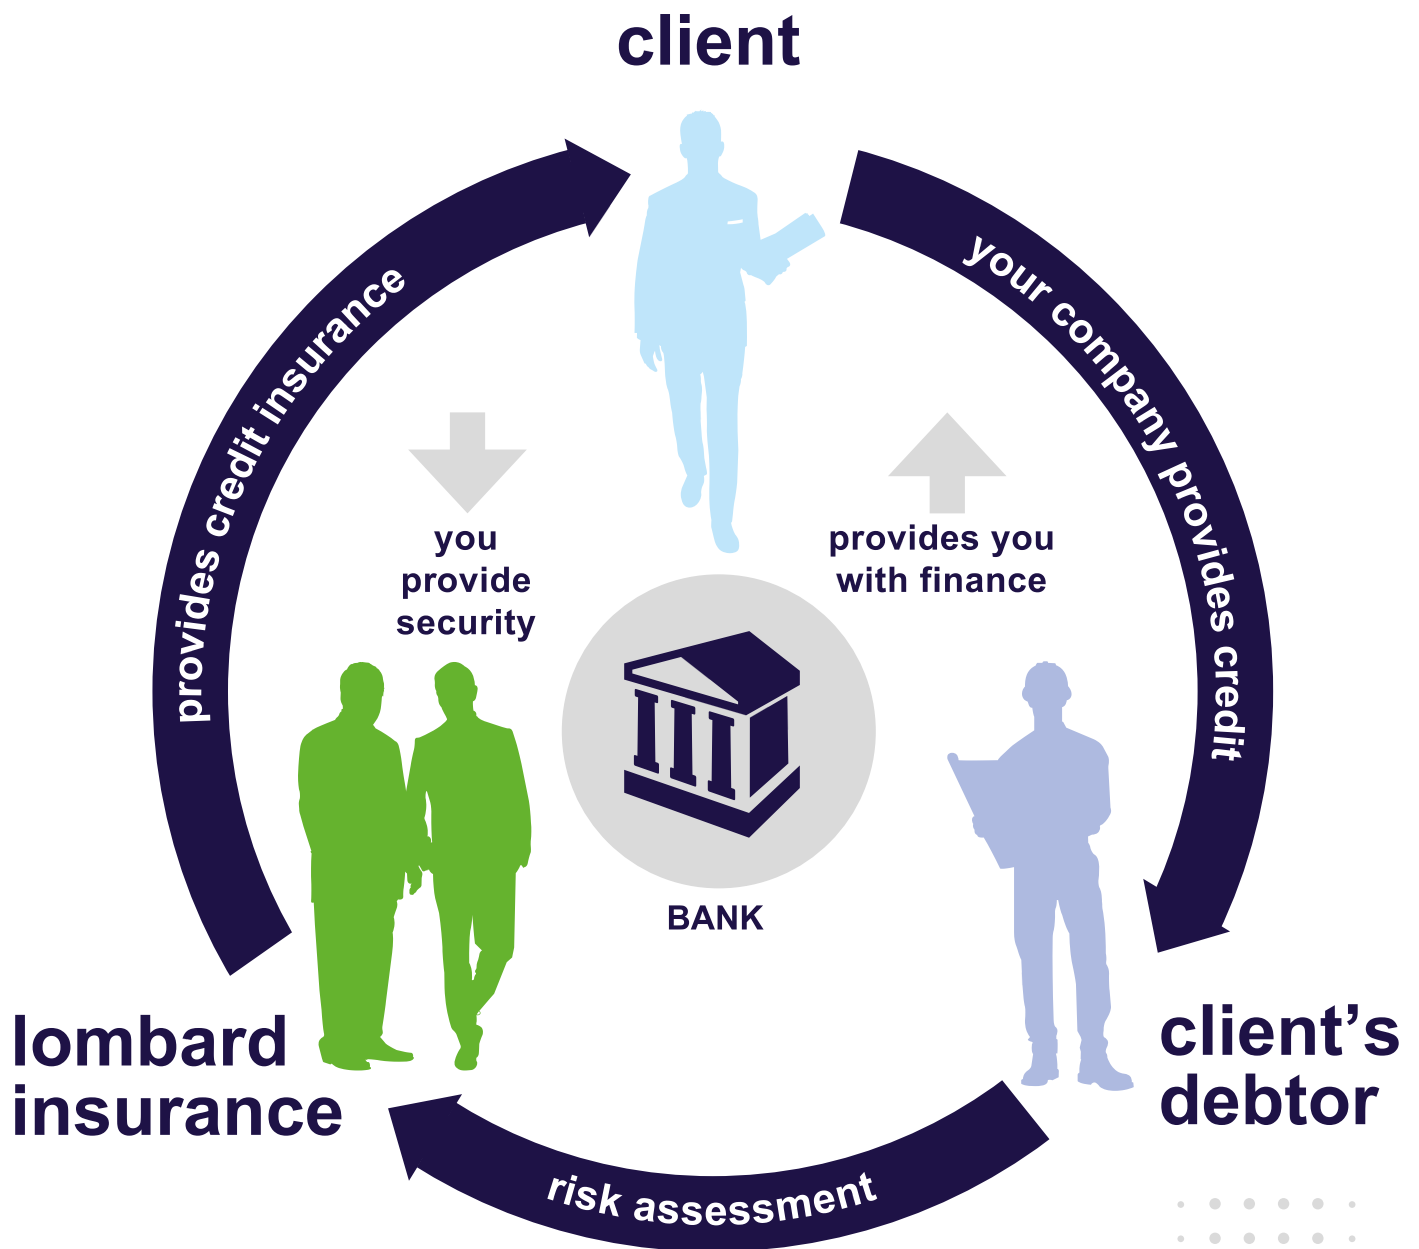 client
provides credit insurance
your company provides credit
you
provide
security
provides you
with finance
BANK
lombard
insurance
client’s
debtor
risk assessment